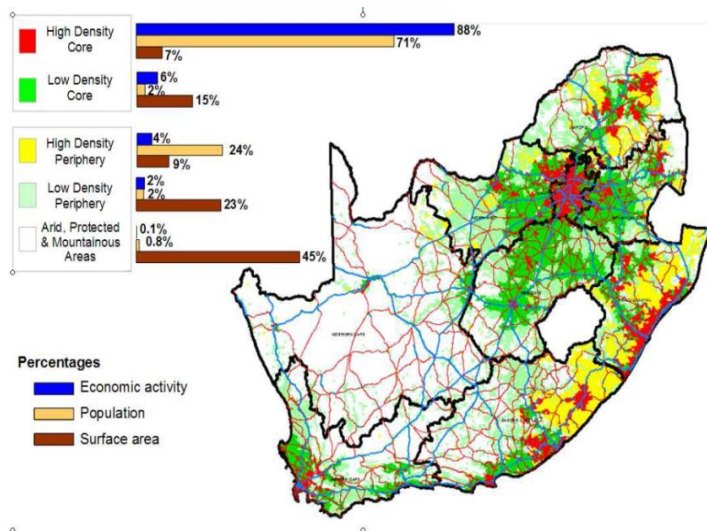 High Density
Core
88%
71%
7%
Low Density
Core
6%
2%
15%
High Density
Periphery
4%
24%
9%
Low Density
Periphery
2%
2%
23%
Arid, Protected
& Mountainous
Areas
0.1%
0.8%
45%
NORTHERN CAPE
Percentages
Economic activity
Population
Surface area